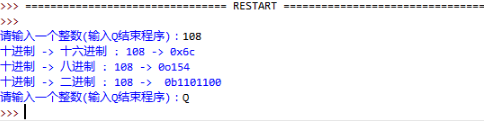 >>> ============================== RESTART ==============================
>>>
请输入一个整数(输入Q结束程序)：108
十进制 -> 十六进制 : 108 -> 0x6c
十进制 -> 八进制 : 108 -> 0o154
十进制 -> 二进制 : 108 ->  0b1101100
请输入一个整数(输入Q结束程序)：Q
>>>